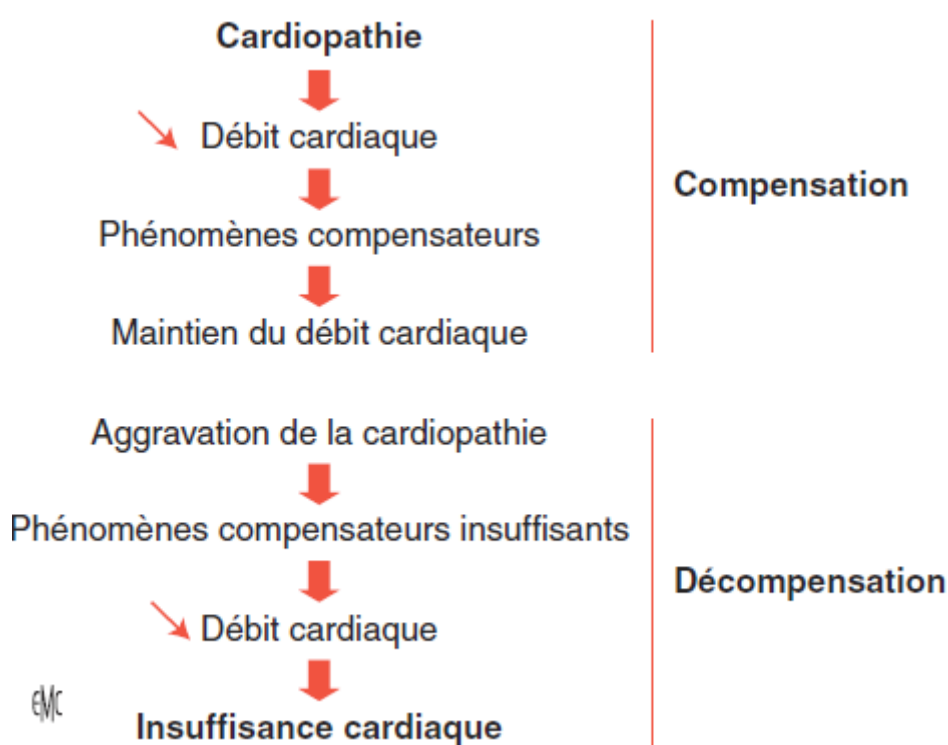 Cardiopathie
Débit cardiaque
Phénomènes compensateurs
Maintien du débit cardiaque
Compensation
Aggravation de la cardiopathie
Phénomènes compensateurs insuffisants
Débit cardiaque
Insuffisance cardiaque
Décompensation
EMC